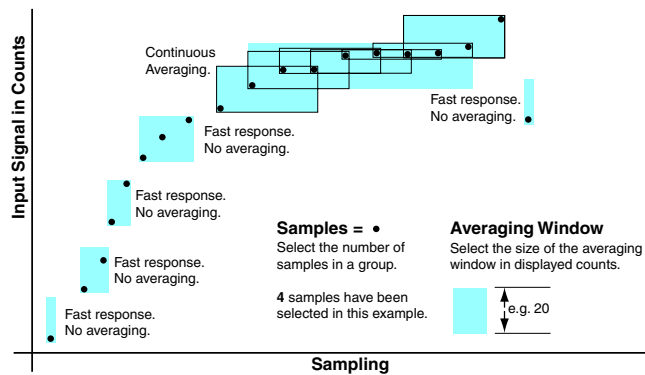 Input Signal in Counts
Continuous
Averaging.
Fast response.
No averaging.
Fast response.
No averaging.
Fast response.
No averaging.
Fast response.
No averaging.
Fast response.
No averaging.
Samples = •
Select the number of
samples in a group.
4 samples have been
selected in this example.
Averaging Window
Select the size of the averaging
window in displayed counts.
e.g. 20
Sampling